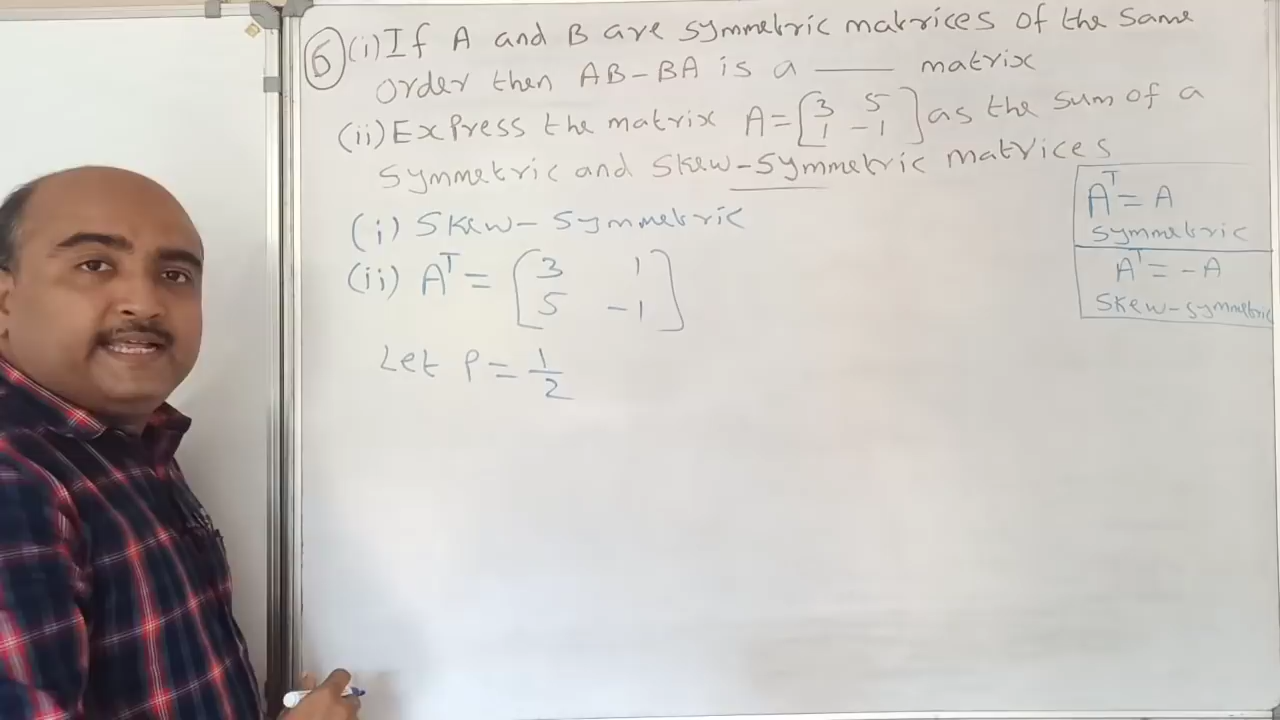 6 (i) If A and B are symmetric matrices of the same
order then AB-BA is a ____ matrix
(ii) Express the matrix A = [3 5
1 -1] as the sum of a
symmetric and skew-symmetric matrices
(i) Skew-symmetric
(ii) A^T = [3 1
5 -1]
Let P = 1/2
A^T = A
symmetric
A^T = -A
Skew-symmetric